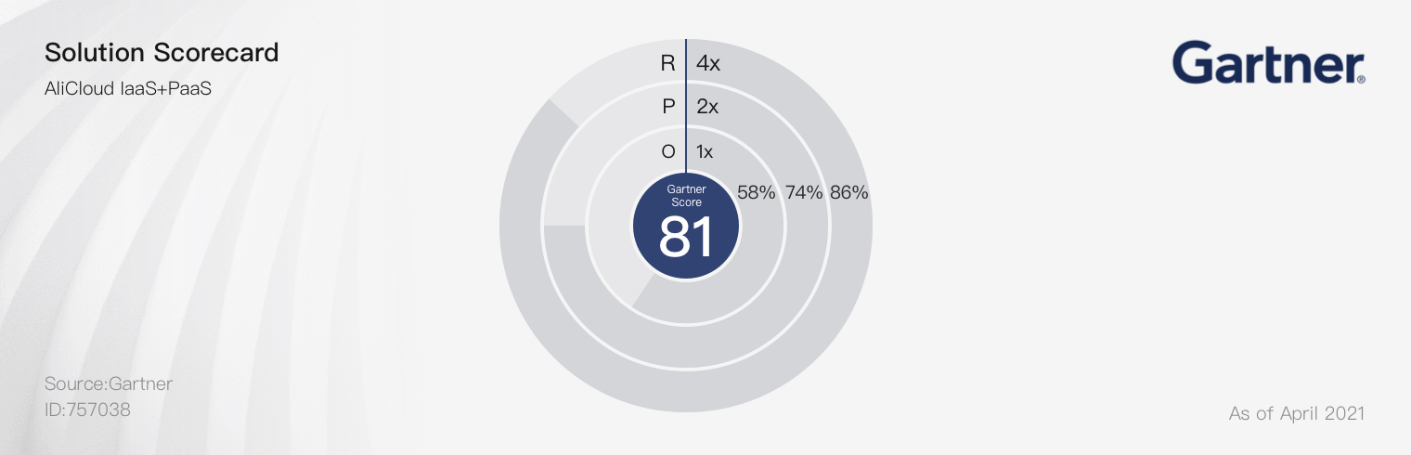 Solution Scorecard
AliCloud IaaS+PaaS
Gartner®
R 4x
P 2x
O 1x
58% 74% 86%
Gartner
Score
81
Source:Gartner
ID:757038
As of April 2021